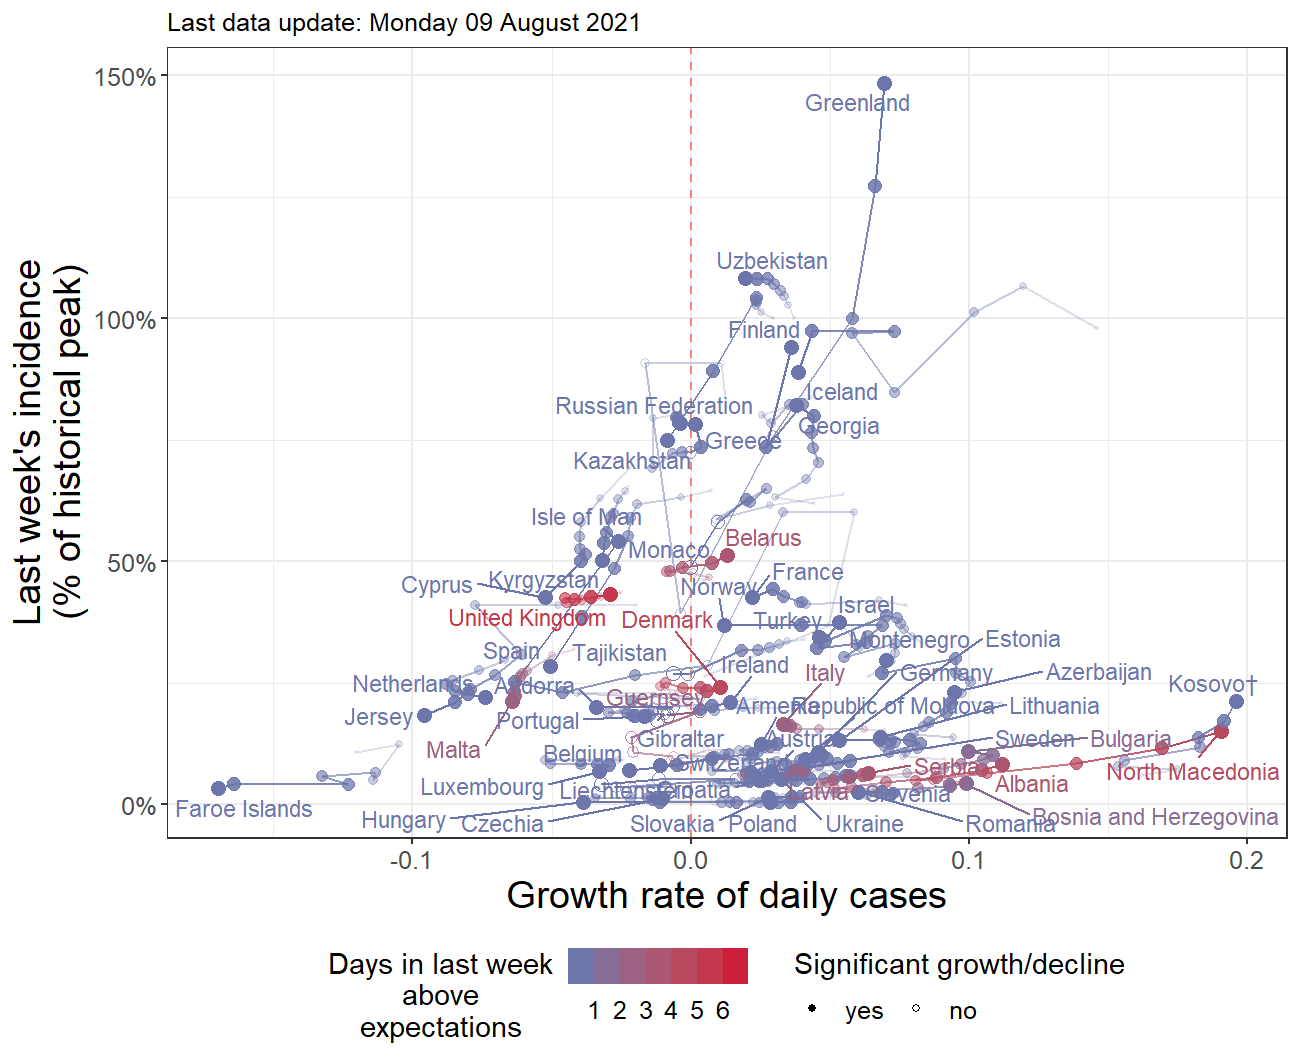 Last data update: Monday 09 August 2021
Last week's incidence
(% of historical peak)
150%
100%
50%
0%
Greenland
Uzbekistan
Finland
Iceland
Russian Federation
Georgia
Greece
Kazakhstan
Isle of Man
Belarus
Monaco
France
Cyprus
Kyrgyzstan
Norway
Israel
United Kingdom
Denmark
Turkey
Montenegro
Estonia
Spain
Tajikistan
Ireland
Italy
Germany
Azerbaijan
Netherlands
Andorra
Kosovo†
Guernsey
Armenia
Republic of Moldova
Lithuania
Jersey
Portugal
Malta
Gibraltar
Austria
Sweden
Bulgaria
Belgium
Switzerland
Serbia
North Macedonia
Luxembourg
Liechtenstein
Croatia
Latvia
Slovenia
Albania
Faroe Islands
Hungary
Czechia
Slovakia
Poland
Ukraine
Romania
Bosnia and Herzegovina
-0.1
0.0
0.1
0.2
Growth rate of daily cases
Days in last week
above
expectations
1 2 3 4 5 6
Significant growth/decline
yes
no